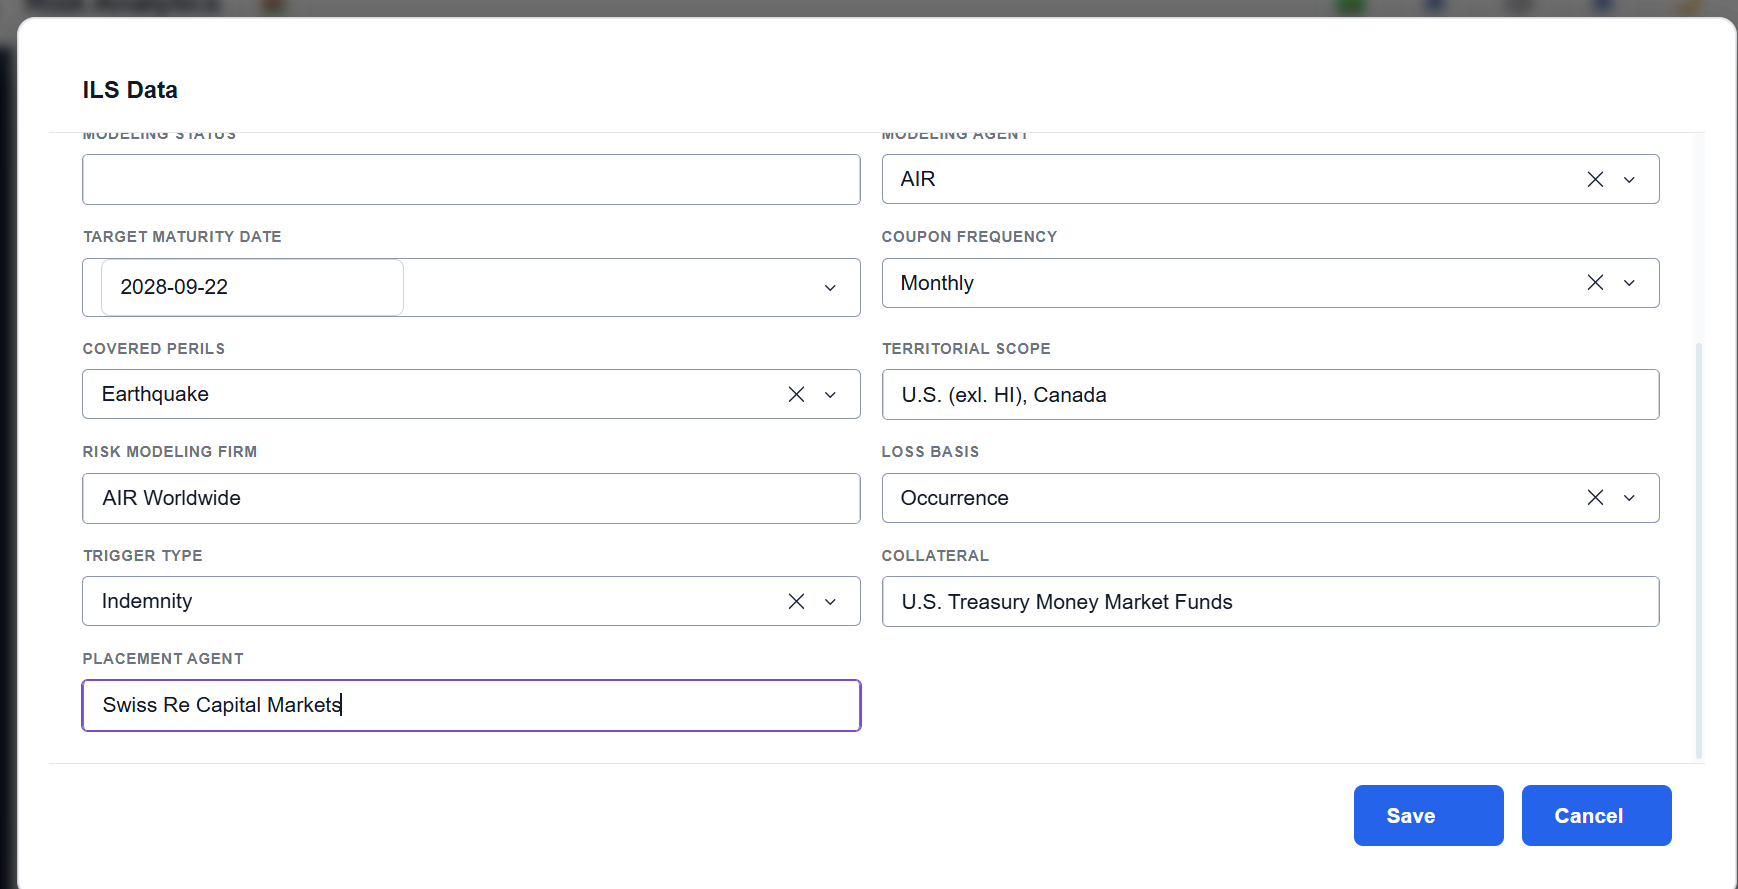 Risk Analytics
ILS Data
MODELING STATUS
MODELING AGENT
AIR
TARGET MATURITY DATE
COUPON FREQUENCY
2028-09-22
Monthly
COVERED PERILS
TERRITORIAL SCOPE
Earthquake
U.S. (exl. HI), Canada
RISK MODELING FIRM
LOSS BASIS
AIR Worldwide
Occurrence
TRIGGER TYPE
COLLATERAL
Indemnity
U.S. Treasury Money Market Funds
PLACEMENT AGENT
Swiss Re Capital Markets
Save
Cancel